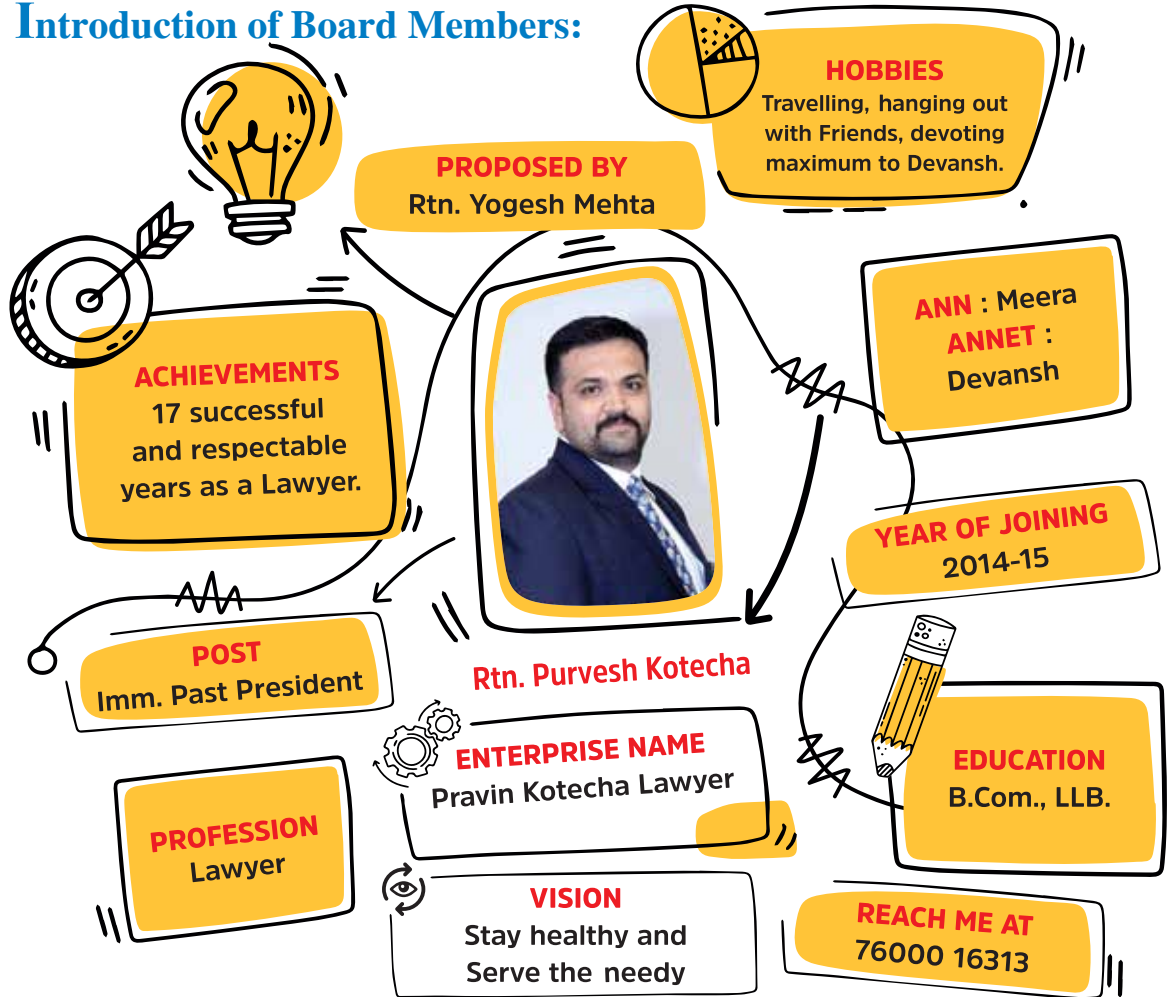 Introduction of Board Members:
HOBBIES
Travelling, hanging out
with Friends, devoting
maximum to Devansh.
PROPOSED BY
Rtn. Yogesh Mehta
ANN : Meera
ANNET :
Devansh
ACHIEVEMENTS
17 successful
and respectable
years as a Lawyer.
YEAR OF JOINING
2014-15
POST
Imm. Past President
Rtn. Purvesh Kotecha
ENTERPRISE NAME
Pravin Kotecha Lawyer
EDUCATION
B.Com., LLB.
PROFESSION
Lawyer
VISION
Stay healthy and
Serve the needy
REACH ME AT
76000 16313